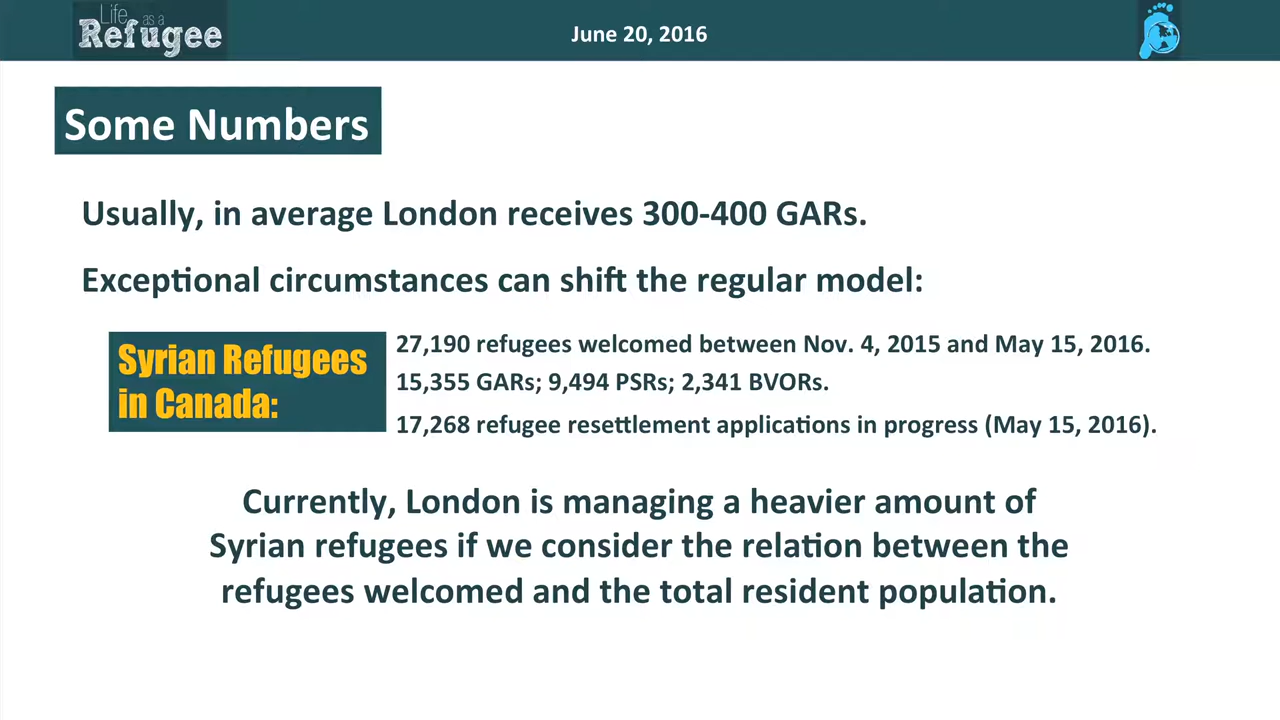 Life as a
Refugee
June 20, 2016
Some Numbers
Usually, in average London receives 300-400 GARs.
Exceptional circumstances can shift the regular model:
Syrian Refugees
in Canada:
27,190 refugees welcomed between Nov. 4, 2015 and May 15, 2016.
15,355 GARs; 9,494 PSRs; 2,341 BVORs.
17,268 refugee resettlement applications in progress (May 15, 2016).
Currently, London is managing a heavier amount of
Syrian refugees if we consider the relation between the
refugees welcomed and the total resident population.